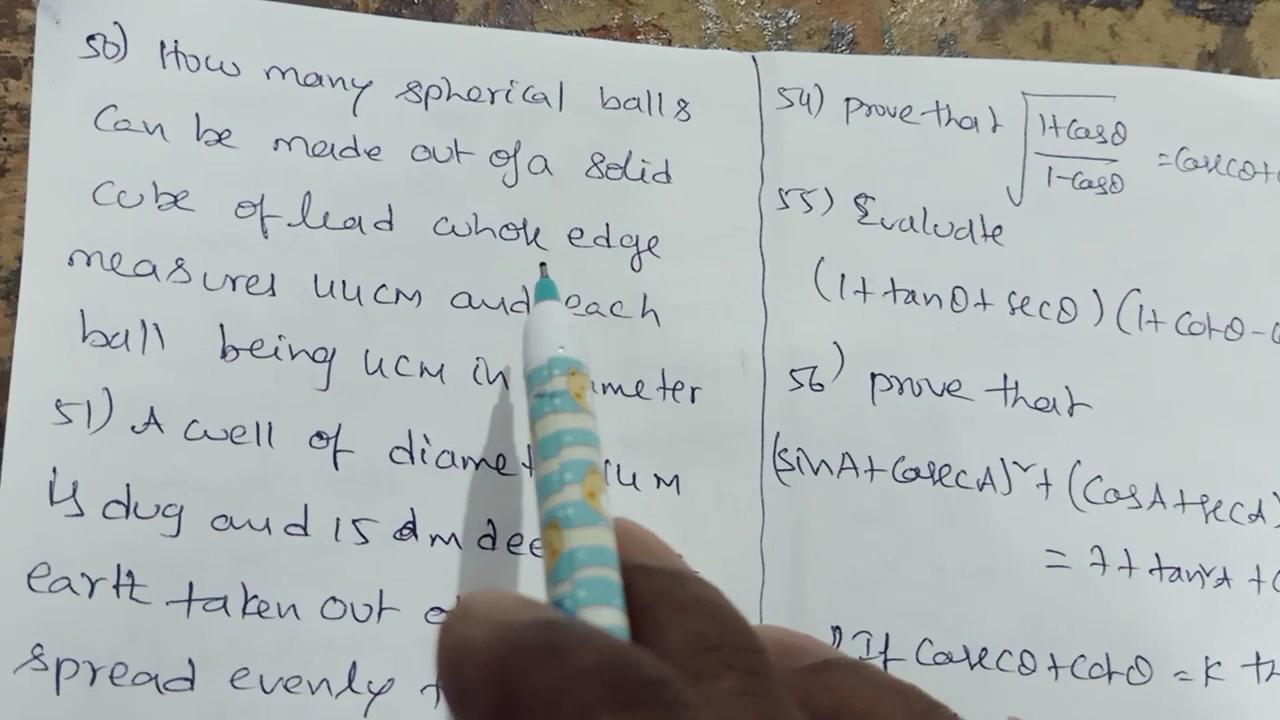 50) How many spherical balls
can be made out of a solid
cube of lead whose edge
measures 44cm and each
ball being 4cm in
51) A well of 14m
is dug and 15 dm
earth taken out
spread evenly
54) prove that √(1+cosθ / 1-cosθ) = cosecθ+
55) Evaluate
(1+tanθ+secθ)(1+cotθ-
56) prove that
(sinA+cosecA)²+(cosA+secA)
= 7+tan²A+
If cosecθ+cotθ = k